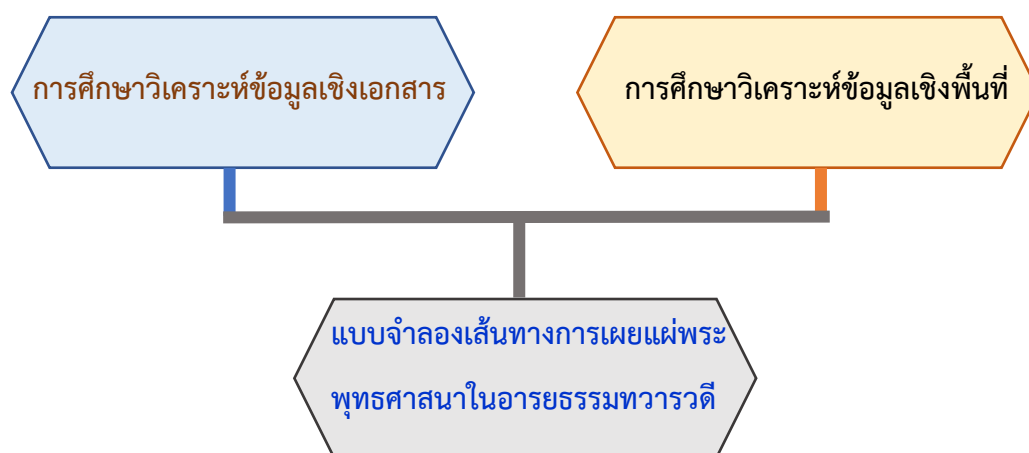 การศึกษาวิเคราะห์ข้อมูลเชิงเอกสาร
การศึกษาวิเคราะห์ข้อมูลเชิงพื้นที่
แบบจำลองเส้นทางการเผยแผ่พระ
พุทธศาสนาในอารยธรรมทวารวดี